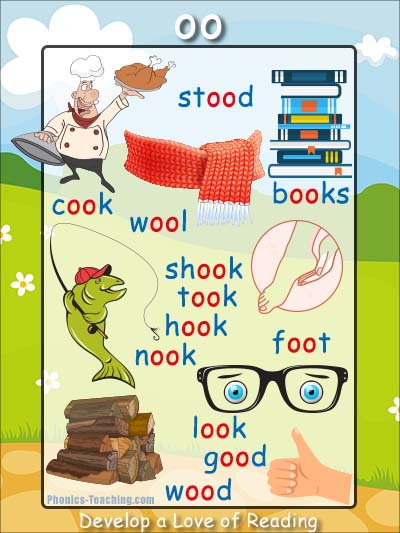 oo
stood
cook
books
wool
shook
took
hook
nook
foot
look
good
wood
Phonics-Teaching.com
Develop a Love of Reading